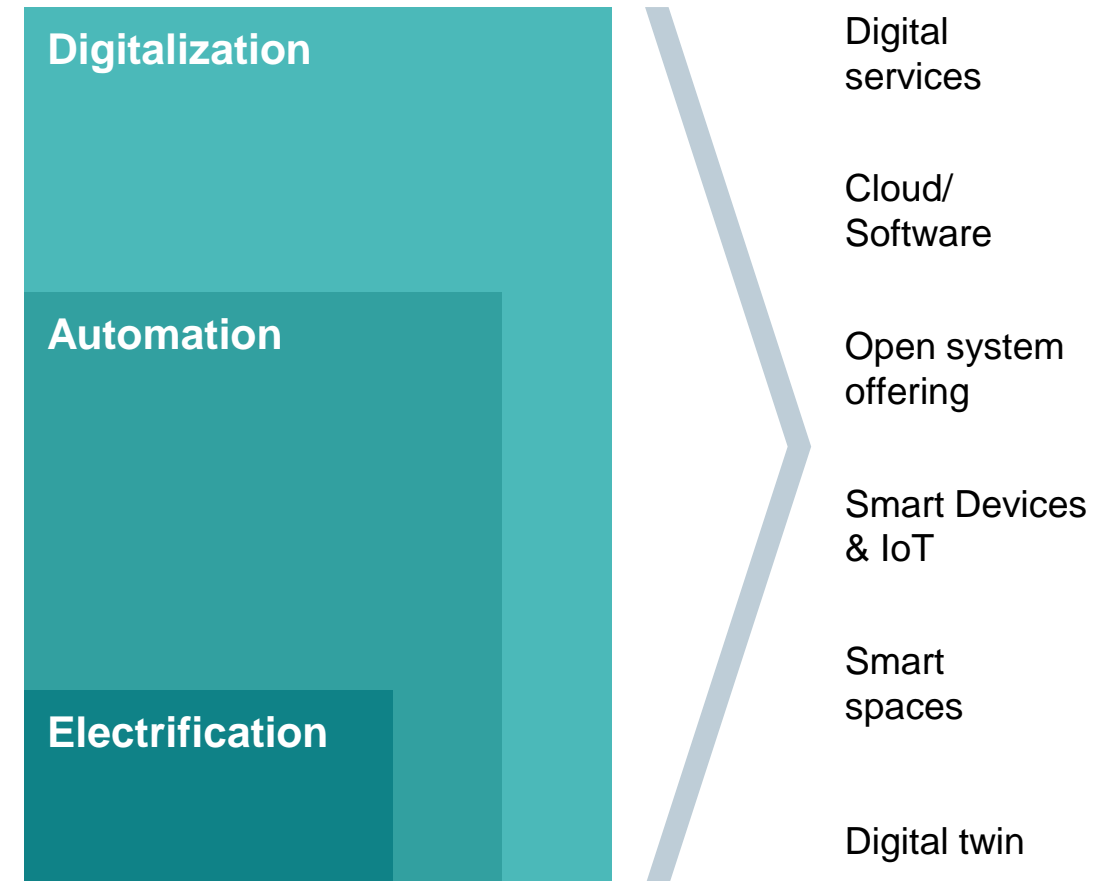 Digitalization
Automation
Electrification
Digital
services
Cloud/
Software
Open system
offering
Smart Devices
& IoT
Smart
spaces
Digital twin